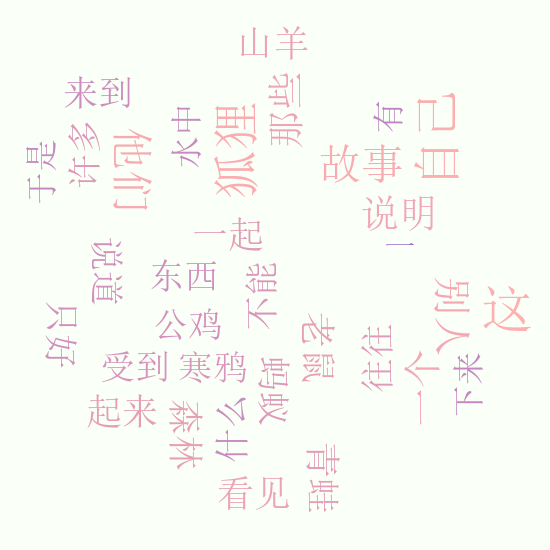 山羊
来到
那些
有
自己
水中
狐狸
许多
他们
于是
故事
说明
一起
一
说道
东西
不能
别人
这
只好
公鸡
老鼠
往往
受到
寒鸦
一个
下来
起来
森林
什么
青蛙
看见